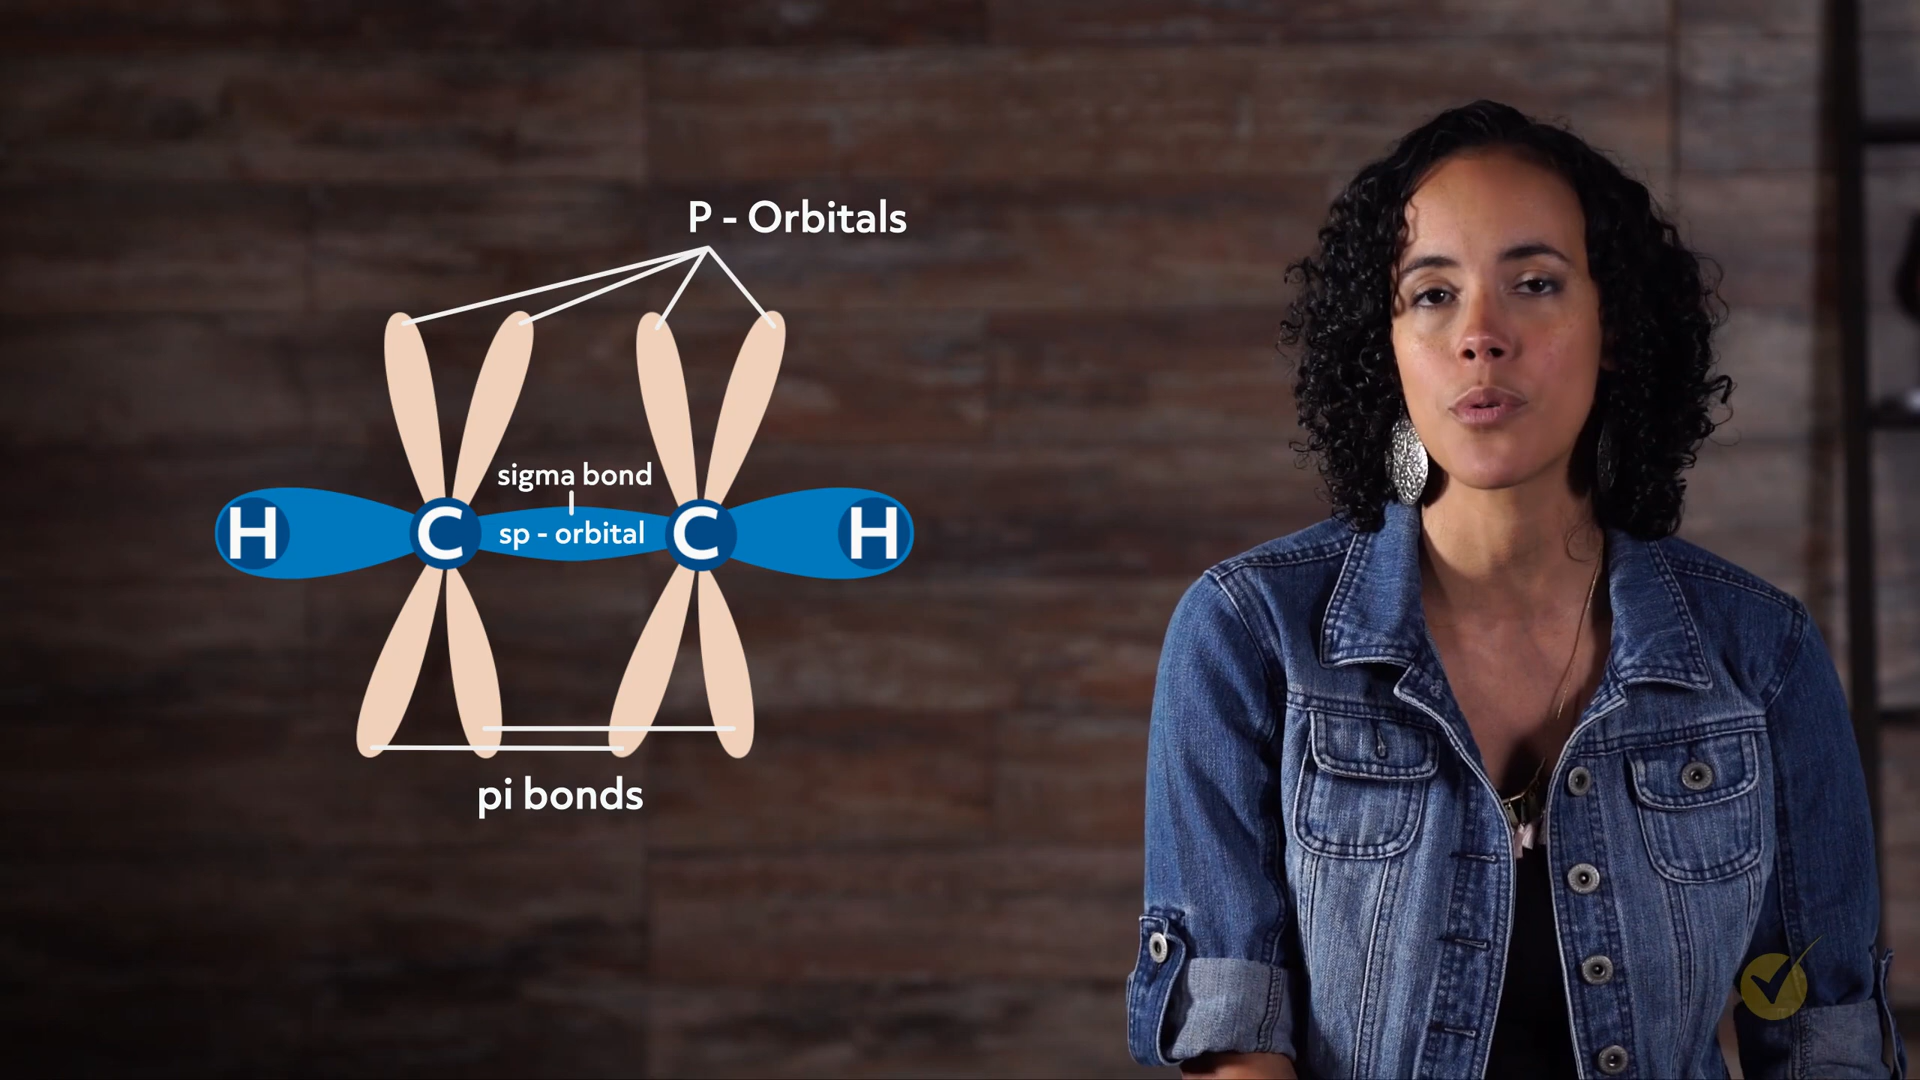 P - Orbitals
sigma bond
H C sp - orbital C H
pi bonds